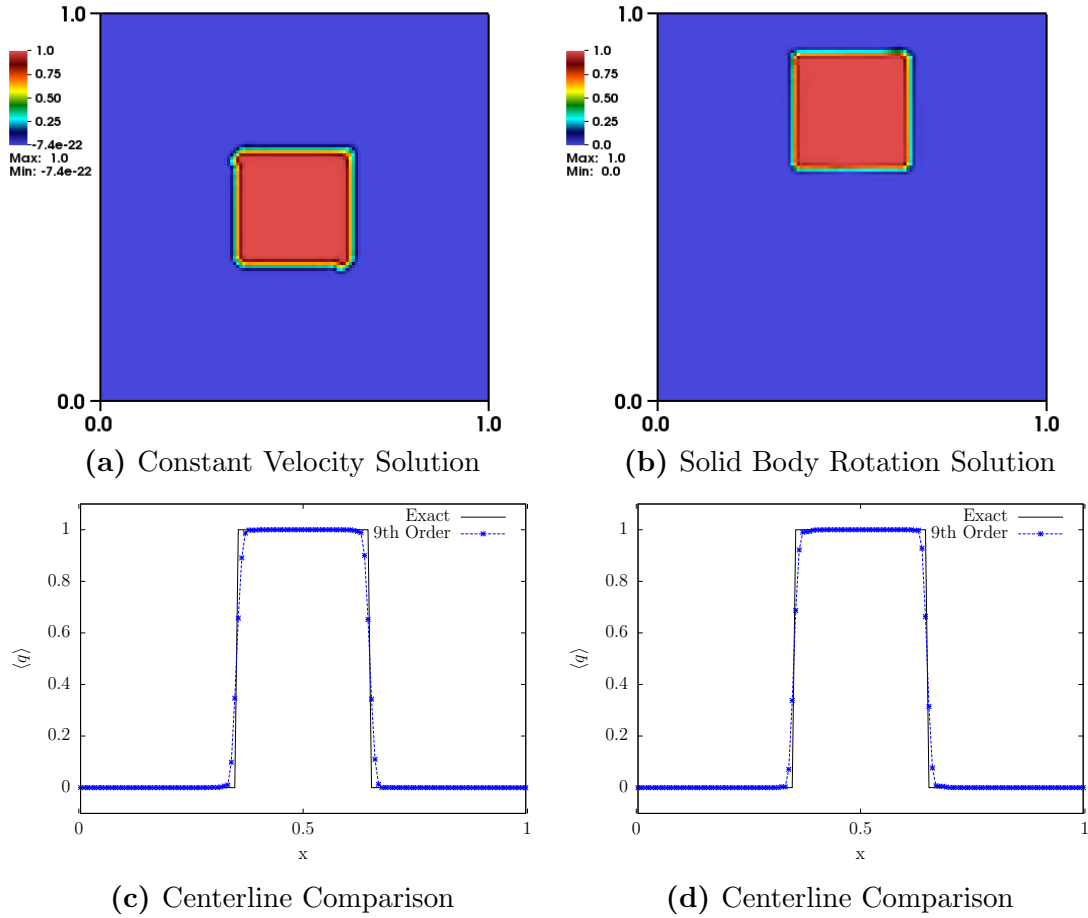 1.0
1.0
0.75
0.50
0.25
-7.4e-22
Max: 1.0
Min: -7.4e-22
0.0
0.0
1.0
(a) Constant Velocity Solution
1.0
1.0
0.75
0.50
0.25
0.0
Max: 1.0
Min: 0.0
0.0
0.0
1.0
(b) Solid Body Rotation Solution
Exact
9th Order
1
0.8
0.6
0.4
0.2
0
⟨q⟩
0
0.5
1
x
(c) Centerline Comparison
Exact
9th Order
1
0.8
0.6
0.4
0.2
0
⟨q⟩
0
0.5
1
x
(d) Centerline Comparison